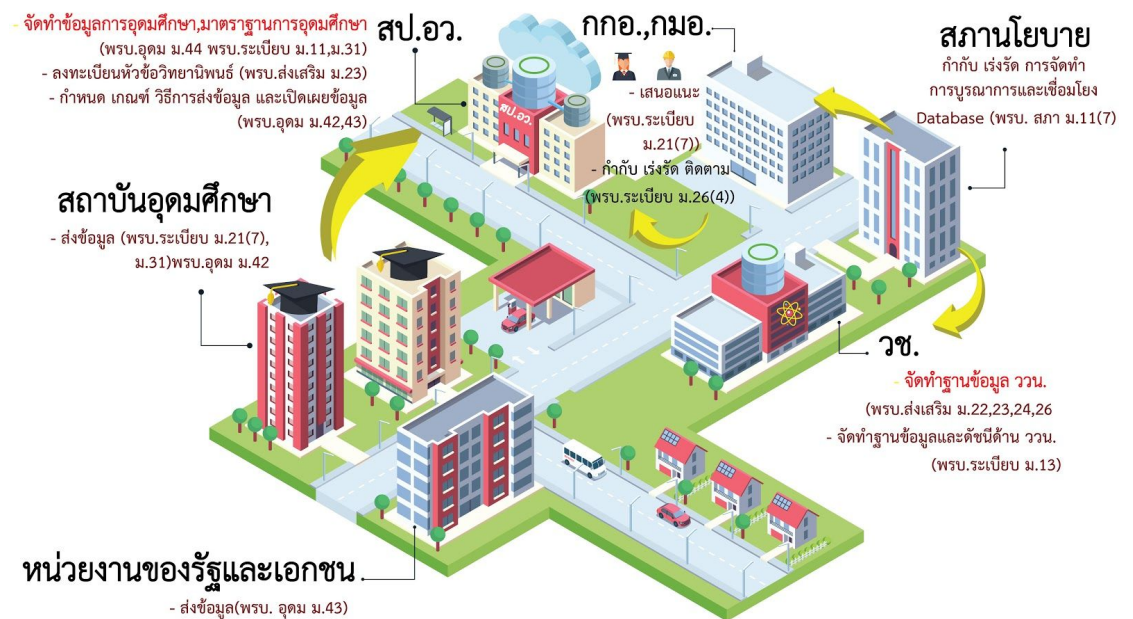 - จัดทำข้อมูลการอุดมศึกษา,มาตราฐานการอุดมศึกษา
(พรบ.อุดม ม.44 พรบ.ระเบียบ ม.11,ม.31)
- ลงทะเบียนหัวข้อวิทยานิพนธ์ (พรบ.ส่งเสริม ม.23)
- กำหนด เกณฑ์ วิธีการส่งข้อมูล และเปิดเผยข้อมูล
(พรบ.อุดม ม.42,43)
สป.อว.
สป.อว.
กกอ.,กมอ.
- เสนอแนะ
(พรบ.ระเบียบ
ม.21(7))
- กำกับ เร่งรัด ติดตาม
(พรบ.ระเบียบ ม.26(4))
สภานโยบาย
กำกับ เร่งรัด การจัดทำ
การบูรณาการและเชื่อมโยง
Database (พรบ. สภา ม.11(7)
สถาบันอุดมศึกษา
- ส่งข้อมูล (พรบ.ระเบียบ ม.21(7),
ม.31)พรบ.อุดม ม.42
วช.
- จัดทำฐานข้อมูล ววน.
(พรบ.ส่งเสริม ม.22,23,24,26
- จัดทำฐานข้อมูลและดัชนีด้าน ววน.
(พรบ.ระเบียบ ม.13)
หน่วยงานของรัฐและเอกชน
- ส่งข้อมูล(พรบ. อุดม ม.43)